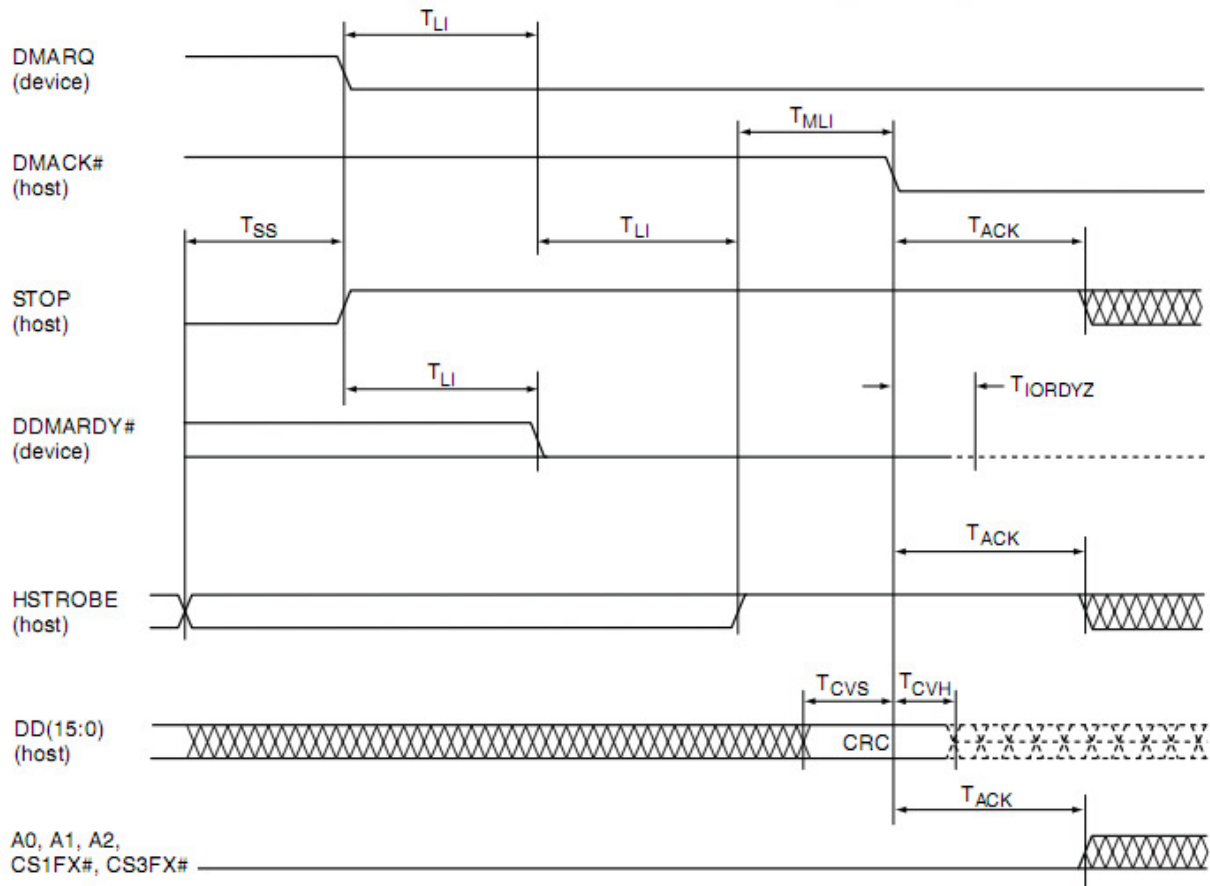 TLI
DMARQ
(device)
TMLI
DMACK#
(host)
TSS
TLI
TACK
STOP
(host)
TLI
TIORDYZ
DDMARDY#
(device)
TACK
HSTROBE
(host)
TCVS
TCVH
DD(15:0)
(host)
CRC
TACK
A0, A1, A2,
CS1FX#, CS3FX#